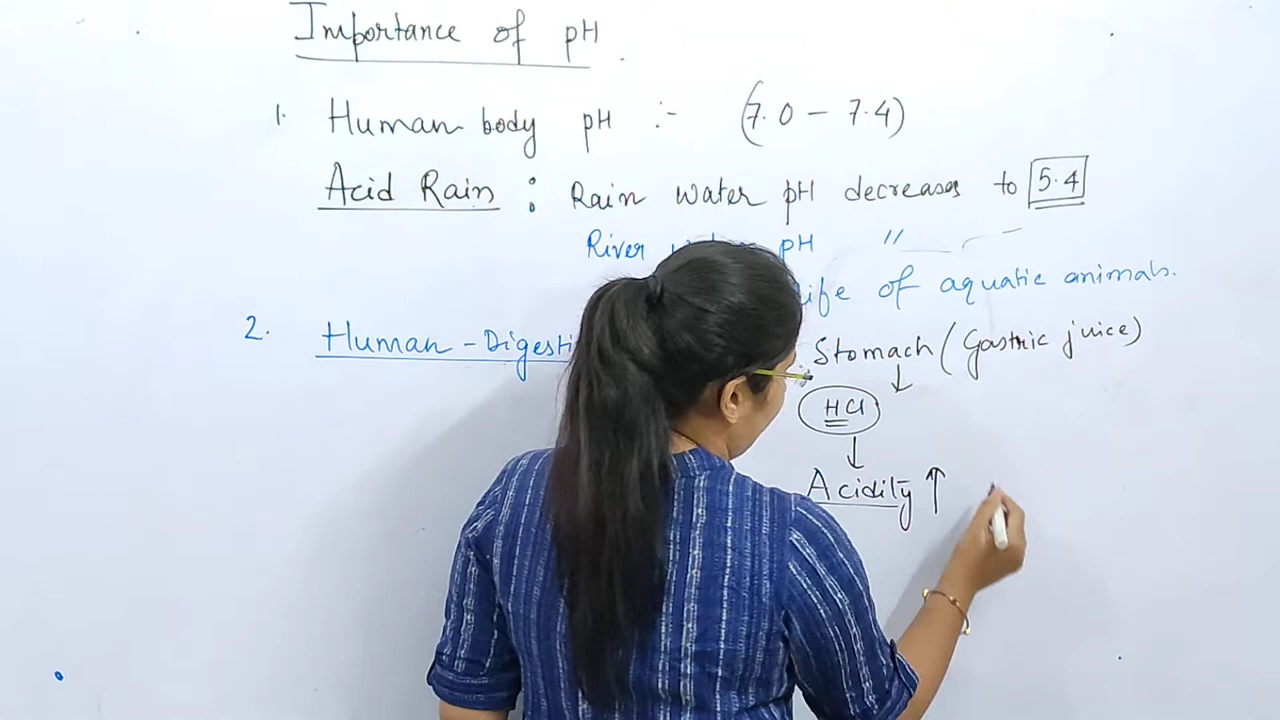 Importance of pH
1. Human body pH :- (7.0 - 7.4)
Acid Rain : Rain water pH decreases to 5.4
River pH "
of aquatic animals.
2. Human - Digesti Stomach (Gastric juice)
↓
HCl
↓
Acidity ↑